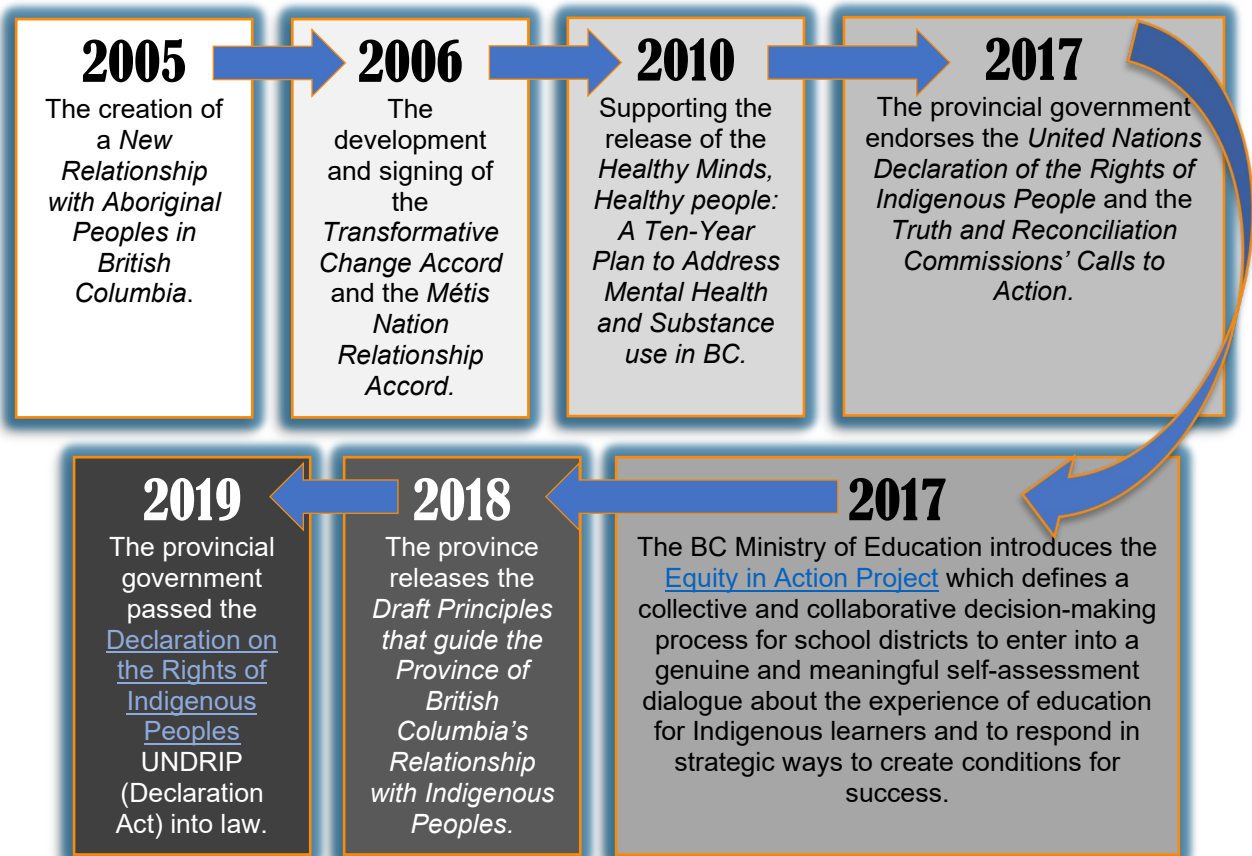 2005
The creation of
a New
Relationship
with Aboriginal
Peoples in
British
Columbia.
2006
The
development
and signing of
the
Transformative
Change Accord
and the Métis
Nation
Relationship
Accord.
2010
Supporting the
release of the
Healthy Minds,
Healthy people:
A Ten-Year
Plan to Address
Mental Health
and Substance
use in BC.
2017
The provincial government
endorses the United Nations
Declaration of the Rights of
Indigenous People and the
Truth and Reconciliation
Commissions’ Calls to
Action.
2017
The BC Ministry of Education introduces the
Equity in Action Project which defines a
collective and collaborative decision-making
process for school districts to enter into a
genuine and meaningful self-assessment
dialogue about the experience of education
for Indigenous learners and to respond in
strategic ways to create conditions for
success.
2018
The province
releases the
Draft Principles
that guide the
Province of
British
Columbia’s
Relationship
with Indigenous
Peoples.
2019
The provincial
government
passed the
Declaration on
the Rights of
Indigenous
Peoples
UNDRIP
(Declaration
Act) into law.